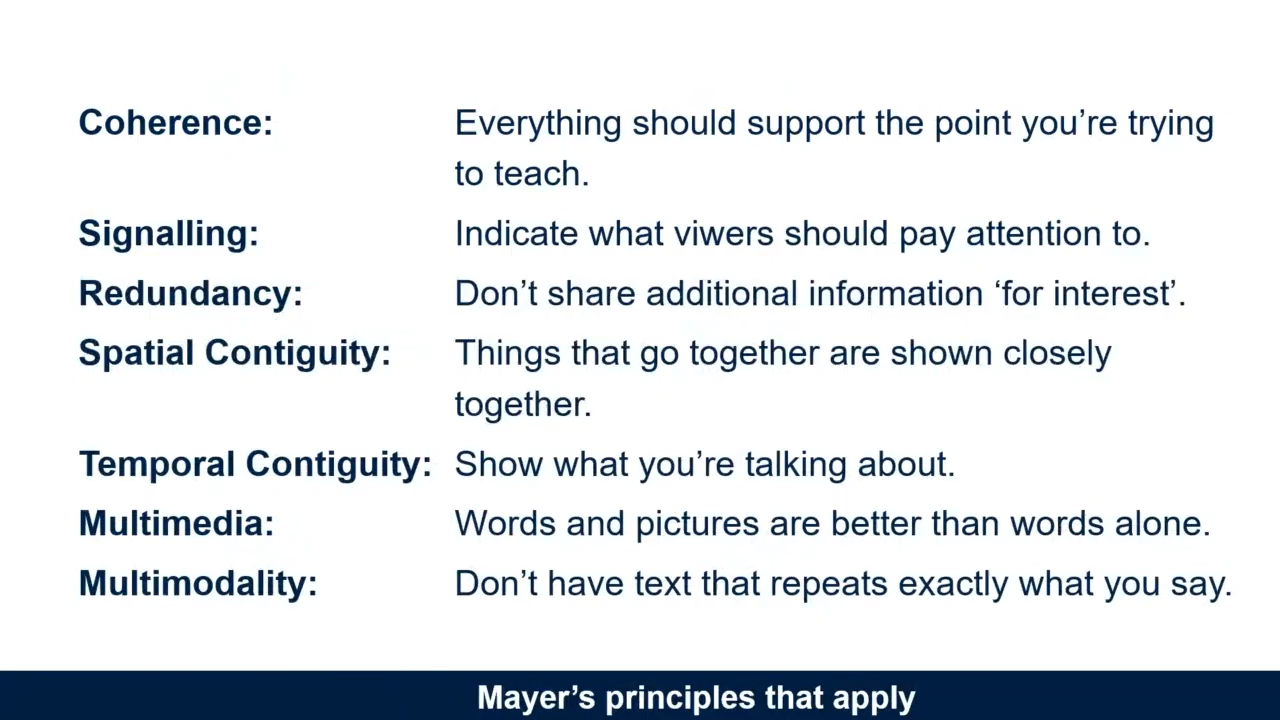 Coherence: Everything should support the point you’re trying
to teach.
Signalling: Indicate what viwers should pay attention to.
Redundancy: Don’t share additional information ‘for interest’.
Spatial Contiguity: Things that go together are shown closely
together.
Temporal Contiguity: Show what you’re talking about.
Multimedia: Words and pictures are better than words alone.
Multimodality: Don’t have text that repeats exactly what you say.
Mayer’s principles that apply